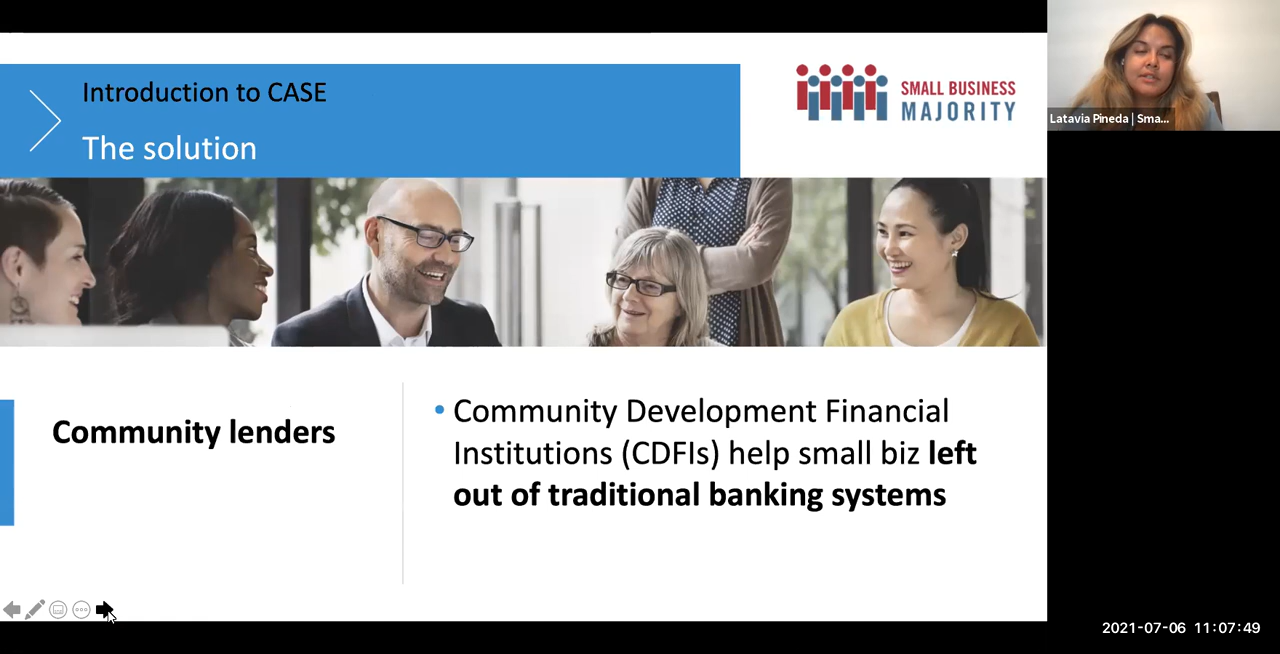 Introduction to CASE
The solution
SMALL BUSINESS
MAJORITY
Latavia Pineda | Sma...
Community lenders
• Community Development Financial
Institutions (CDFIs) help small biz left
out of traditional banking systems
2021-07-06 11:07:49